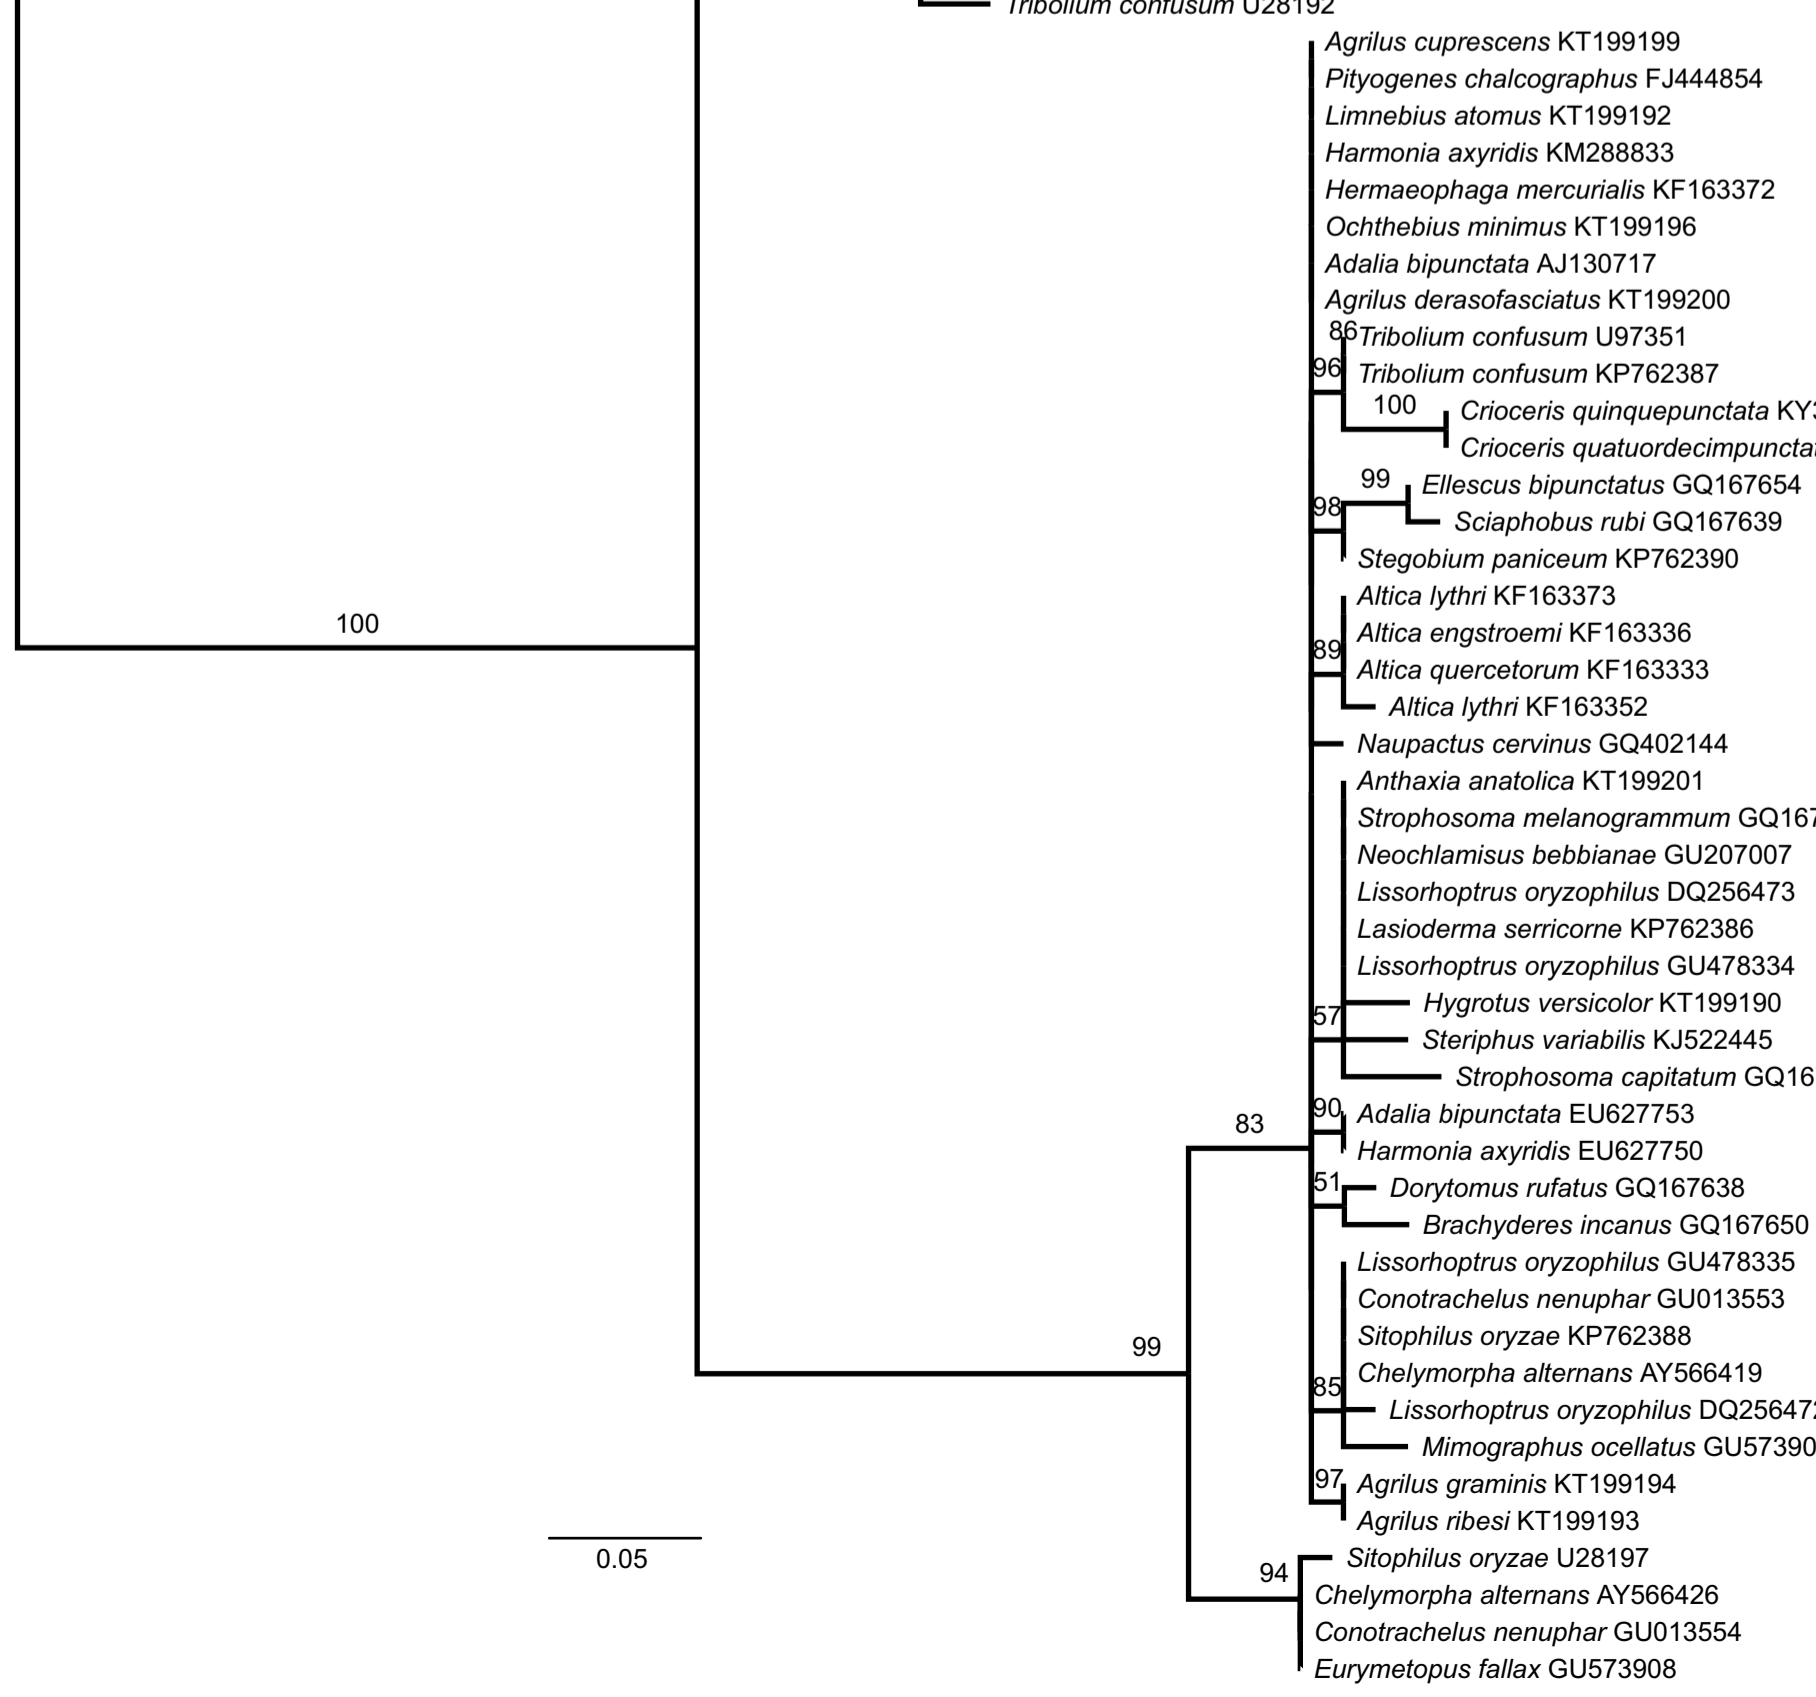 Tribolium confusum U28192
Agrilus cuprescens KT199199
Pityogenes chalcographus FJ444854
Limnebius atomus KT199192
Harmonia axyridis KM288833
Hermaeophaga mercurialis KF163372
Ochthebius minimus KT199196
Adalia bipunctata AJ130717
Agrilus derasofasciatus KT199200
86
Tribolium confusum U97351
96
Tribolium confusum KP762387
100
Crioceris quinquepunctata
Crioceris
99
Ellescus bipunctatus GQ167654
98
Sciaphobus rubi GQ167639
Stegobium paniceum KP762390
Altica lythri KF163373
100
Altica engstroemi KF163336
89
Altica quercetorum KF163333
Altica lythri KF163352
Naupactus cervinus GQ402144
Anthaxia anatolica KT199201
Strophosoma melanogrammum
Neochlamisus bebbianae GU207007
Lissorhoptrus oryzophilus DQ256473
Lasioderma serricorne KP762386
Lissorhoptrus oryzophilus GU478334
Hygrotus versicolor KT199190
57
Steriphus variabilis KJ522445
Strophosoma capitatum
90
Adalia bipunctata EU627753
83
Harmonia axyridis EU627750
51
Dorytomus rufatus GQ167638
Brachyderes incanus GQ167650
Lissorhoptrus oryzophilus GU478335
Conotrachelus nenuphar GU013553
Sitophilus oryzae KP762388
99
Chelymorpha alternans AY566419
85
Lissorhoptrus oryzophilus
Mimographus ocellatus
97
Agrilus graminis KT199194
Agrilus ribesi KT199193
0.05
Sitophilus oryzae U28197
94
Chelymorpha alternans AY566426
Conotrachelus nenuphar GU013554
Eurymetopus fallax GU573908